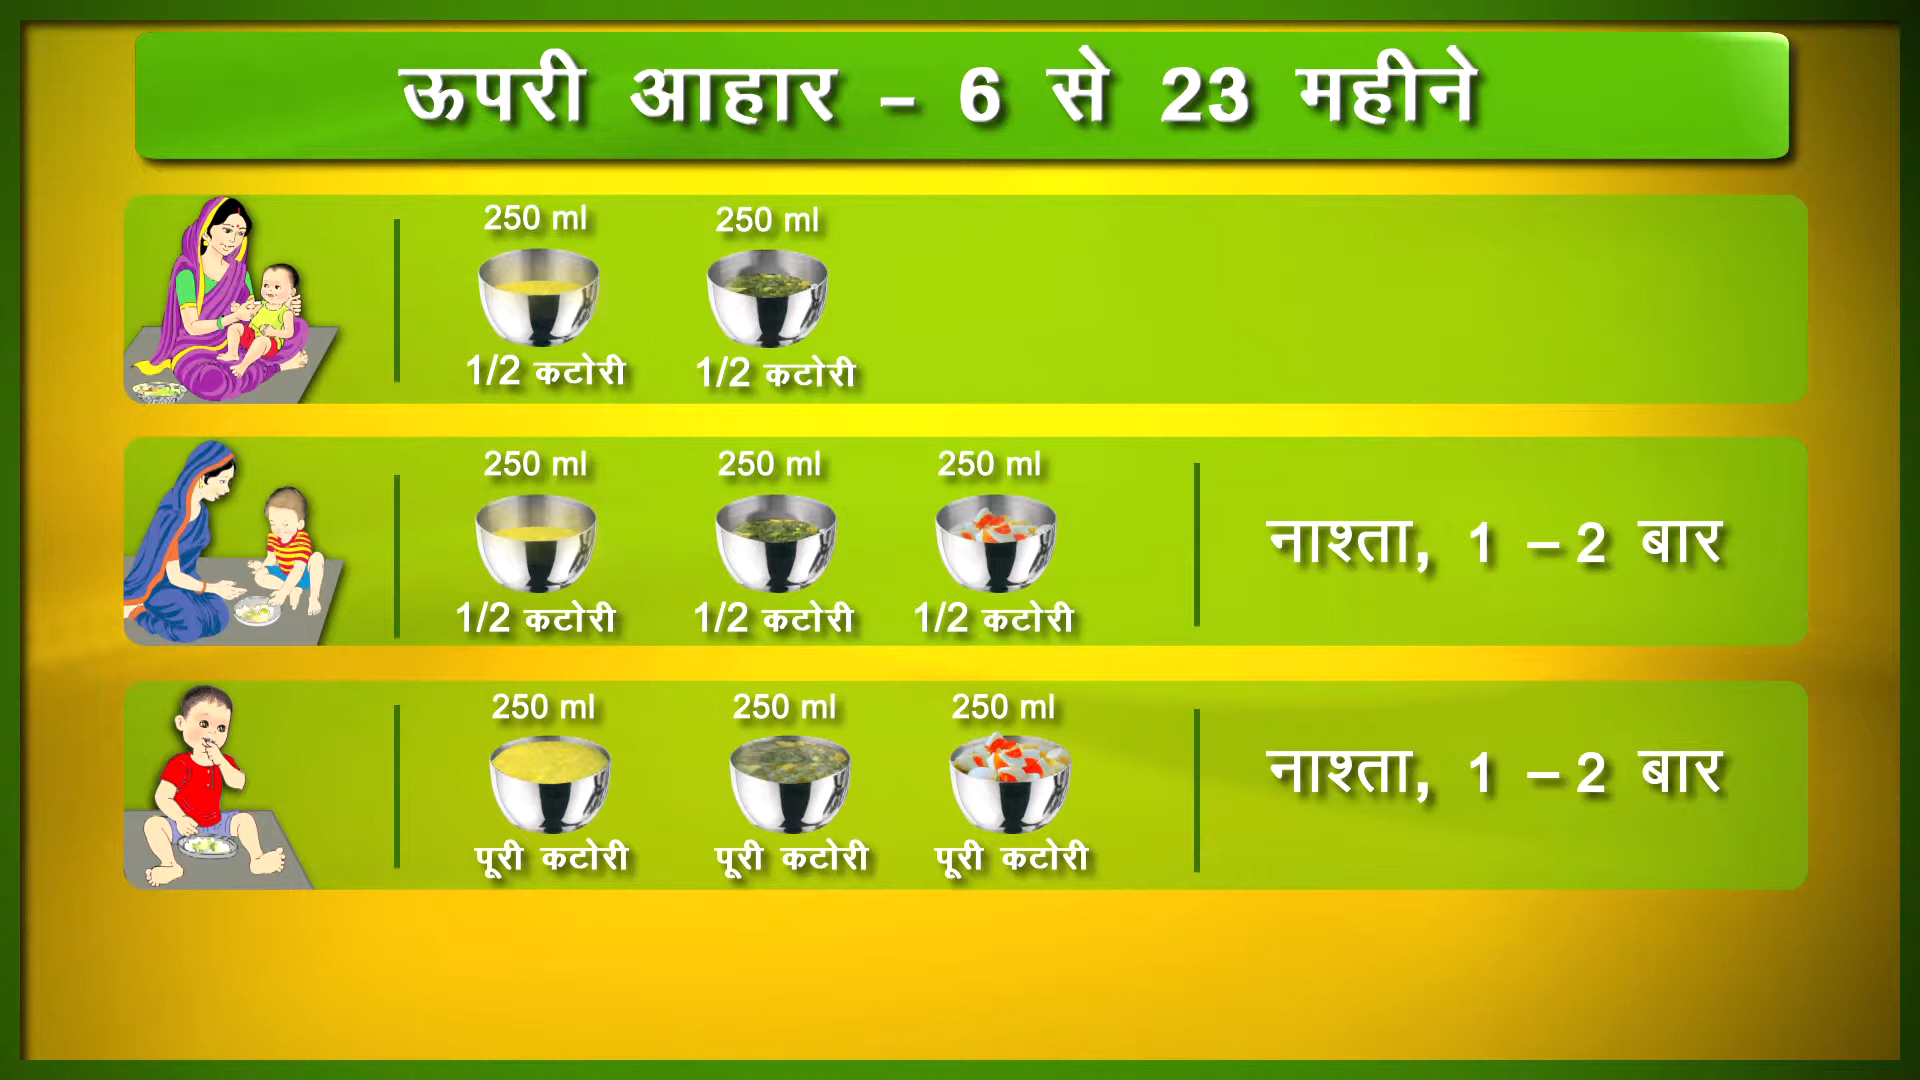 ऊपरी आहार – 6 से 23 महीने
250 ml 250 ml
1/2 कटोरी 1/2 कटोरी
250 ml 250 ml 250 ml
1/2 कटोरी 1/2 कटोरी 1/2 कटोरी
नाश्ता, 1 – 2 बार
250 ml 250 ml 250 ml
पूरी कटोरी पूरी कटोरी पूरी कटोरी
नाश्ता, 1 – 2 बार